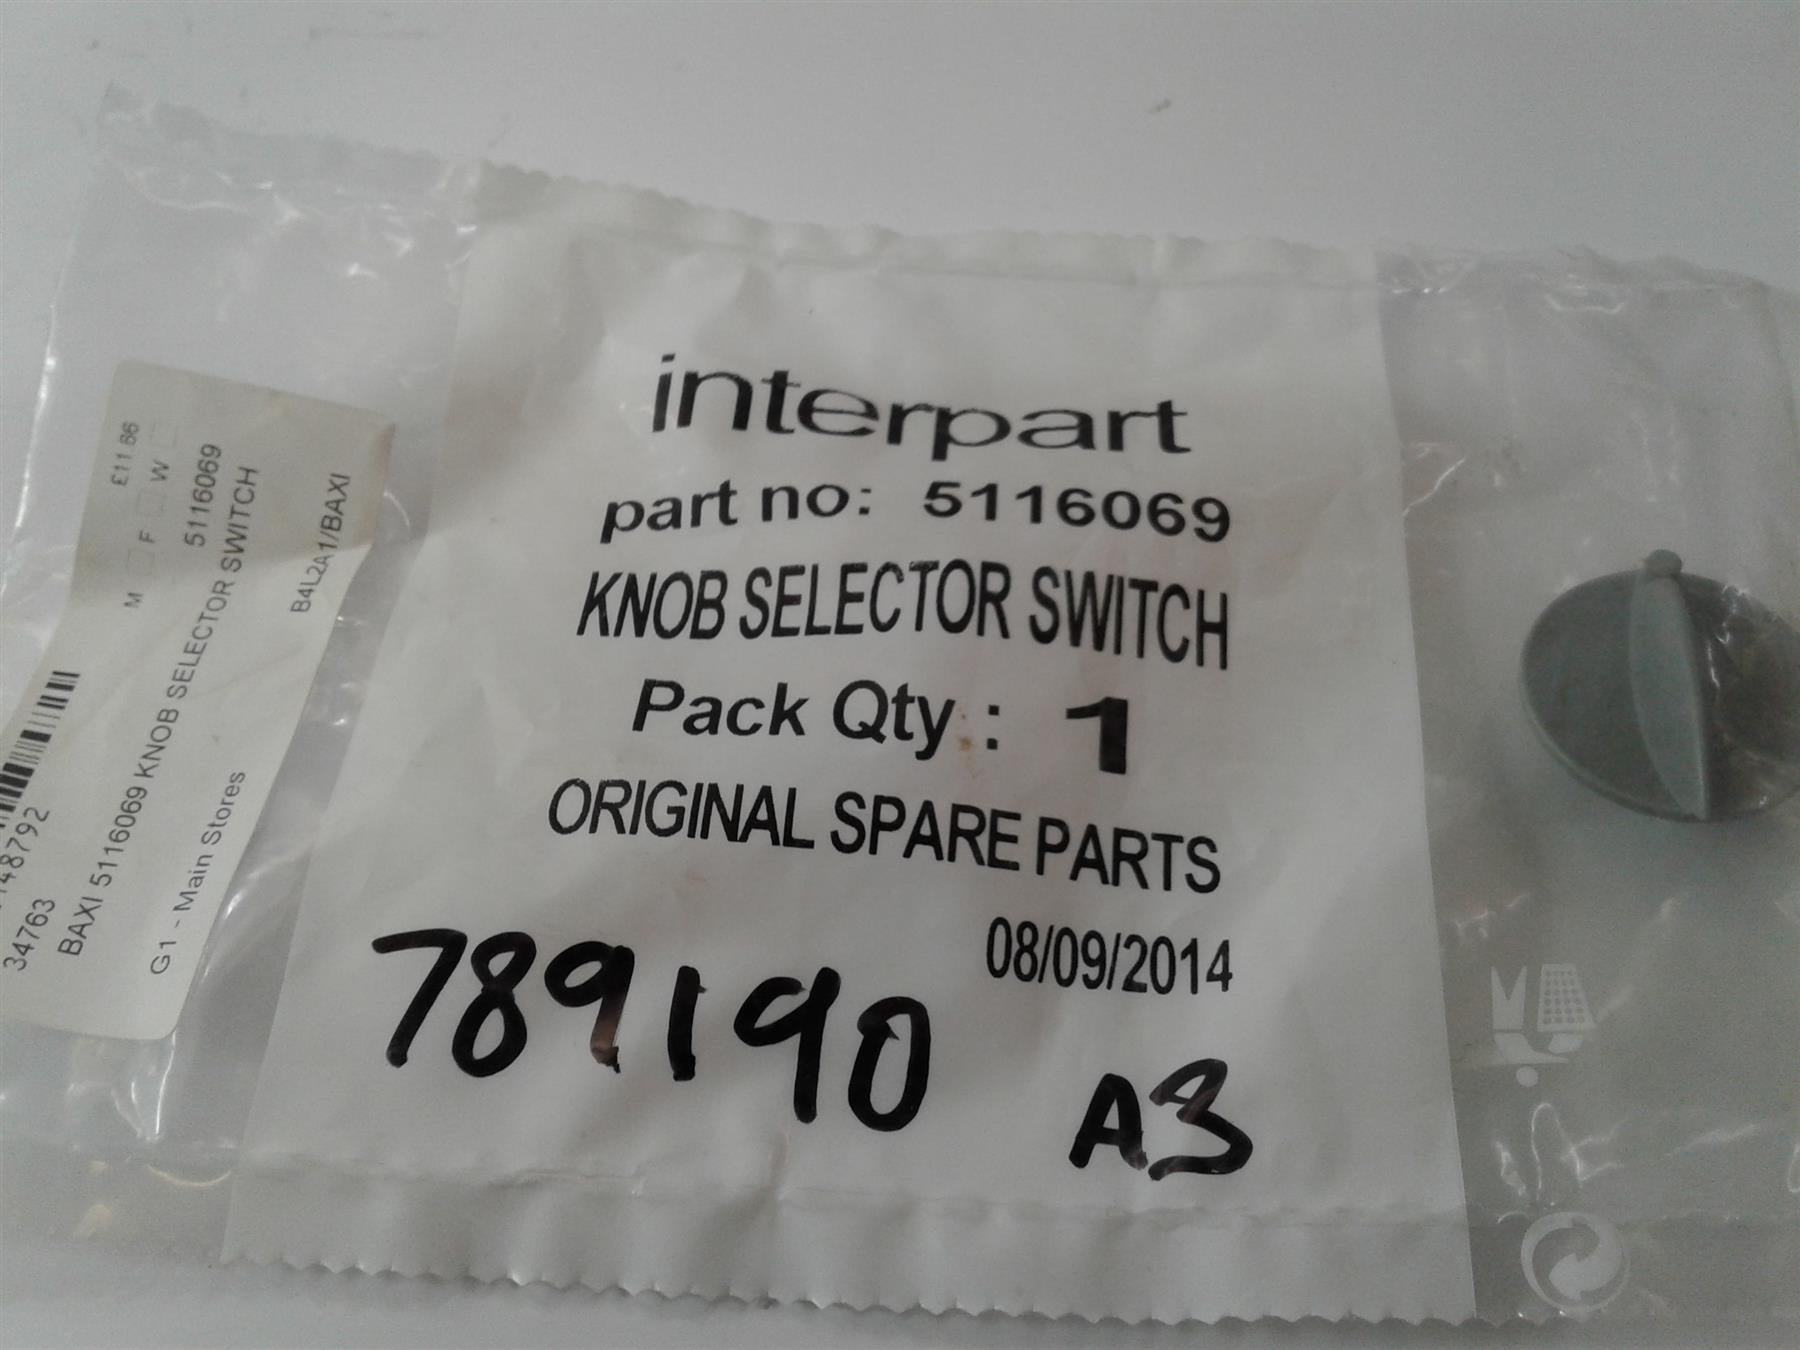 interpart
part no: 5116069
KNOB SELECTOR SWITCH
Pack Qty : 1
ORIGINAL SPARE PARTS
08/09/2014
789190
A3
£11.66
M F W
5116069
BAXI 5116069 KNOB SELECTOR SWITCH
B4L2A1/BAXI
34763
G1 - Main Stores